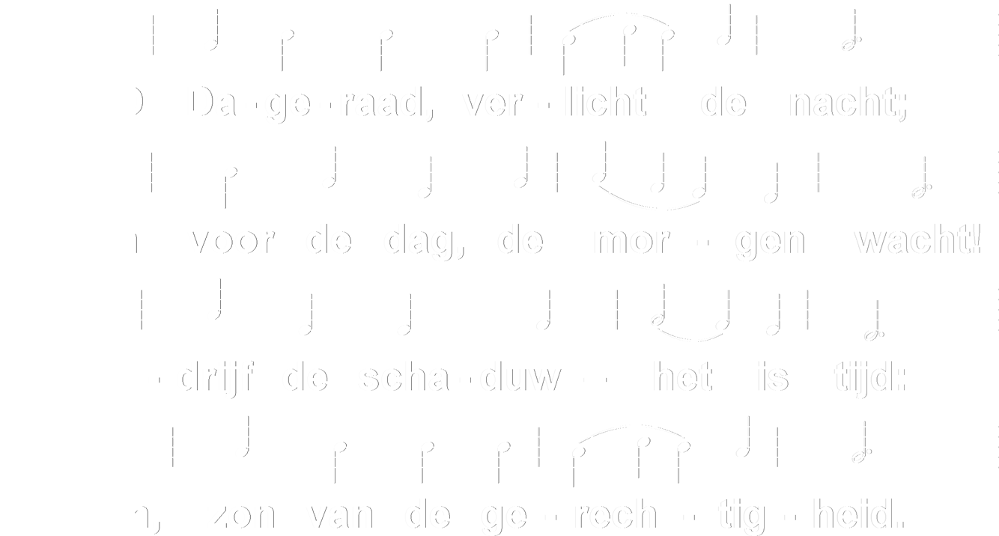 O Da-ge-raad, ver-licht de nacht;
voor de dag, de mor-gen wacht!
-drijf de scha-duw - het is tijd:
zon van de ge-rech-tig-heid.